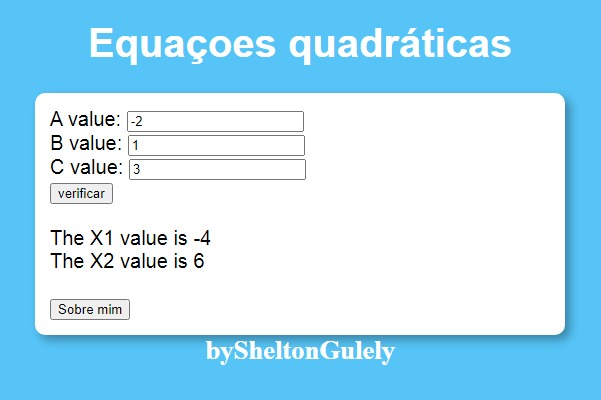 Equaçoes quadráticas
A value: -2
B value: 1
C value: 3
verificar
The X1 value is -4
The X2 value is 6
Sobre mim
bySheltonGulely